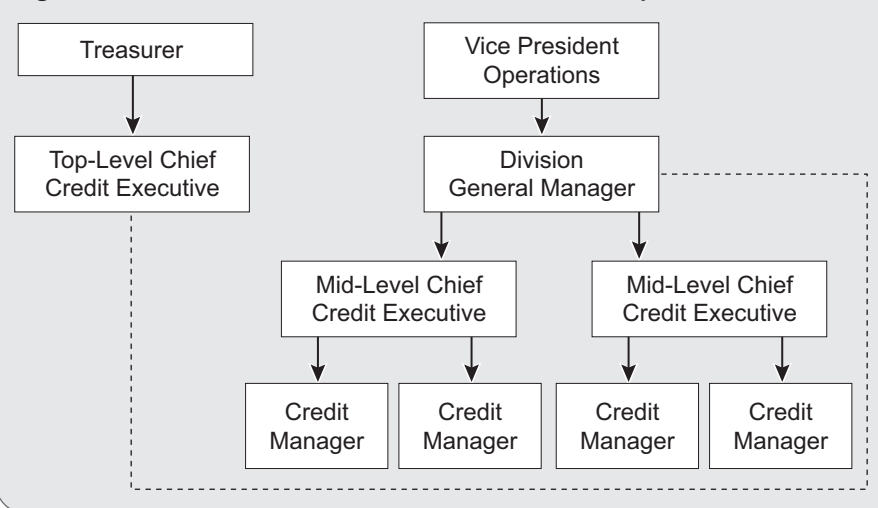 Treasurer
Vice President
Operations
Top-Level Chief
Credit Executive
Division
General Manager
Mid-Level Chief
Credit Executive
Mid-Level Chief
Credit Executive
Credit
Manager
Credit
Manager
Credit
Manager
Credit
Manager